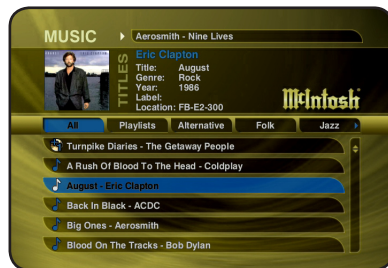 MUSIC
Aerosmith - Nine Lives
TITLES
Eric Clapton
Title: August
Genre: Rock
Year: 1986
Label:
Location: FB-E2-300
McIntosh
All Playlists Alternative Folk Jazz
Turnpike Diaries - The Getaway People
A Rush Of Blood To The Head - Coldplay
August - Eric Clapton
Back In Black - ACDC
Big Ones - Aerosmith
Blood On The Tracks - Bob Dylan